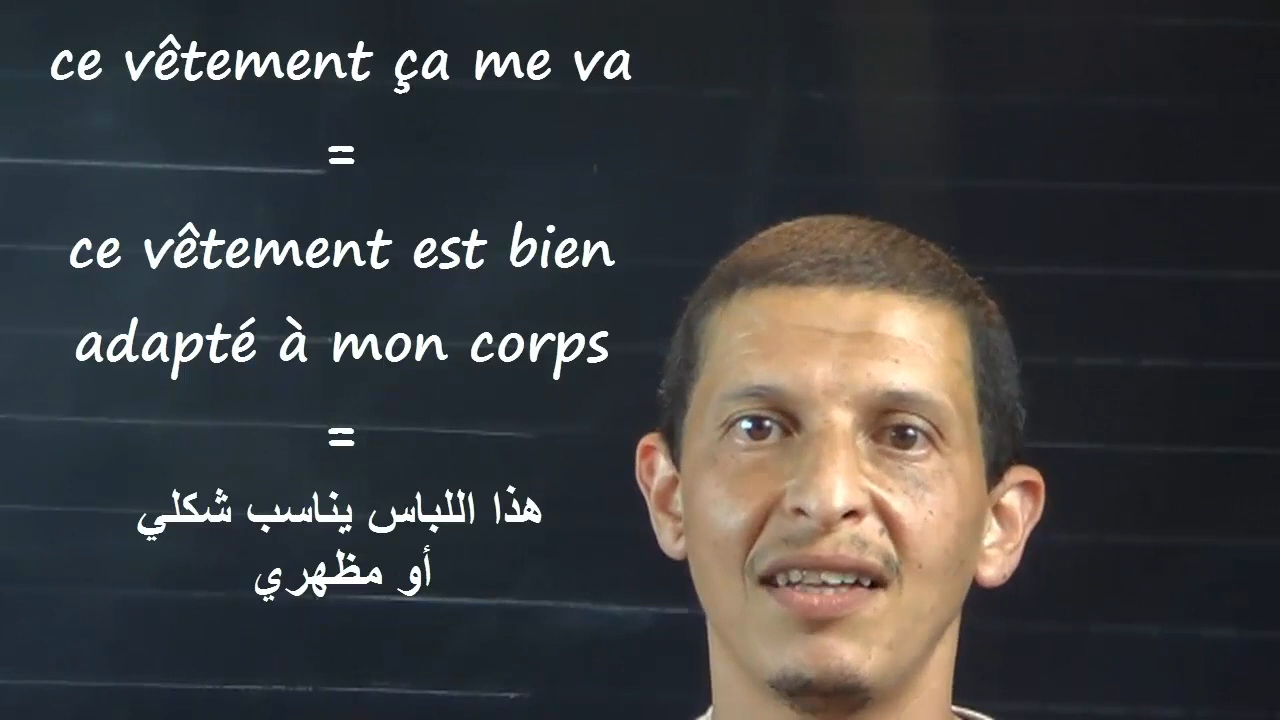 ce vêtement ça me va
=
ce vêtement est bien
adapté à mon corps
=
هذا اللباس يناسب شكلي
أو مظهري